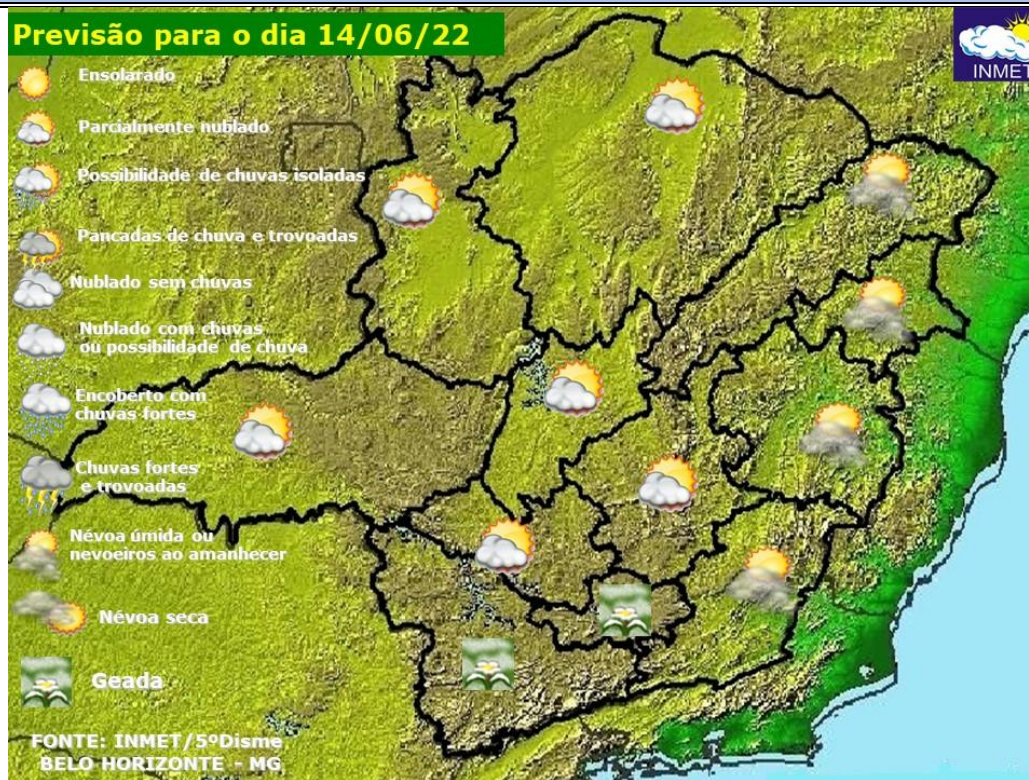 Previsão para o dia 14/06/22
INMET
Ensolarado
Parcialmente nublado
Possibilidade de chuvas isoladas
Pancadas de chuva e trovoadas
Nublado sem chuvas
Nublado com chuvas
ou possibilidade de chuva
Encoberto com
chuvas fortes
Chuvas fortes
e trovoadas
Névoa úmida ou
nevoeiros ao amanhecer
Névoa seca
Geada
FONTE: INMET/5ºDisme
BELO HORIZONTE - MG